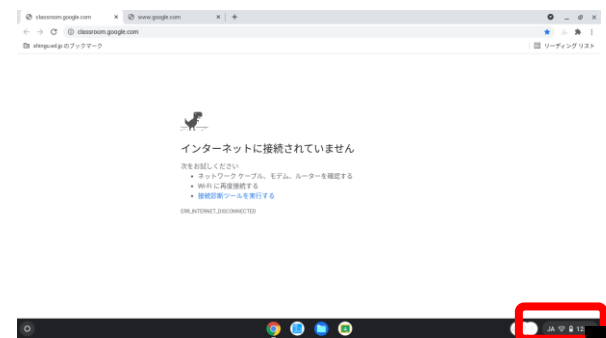 classroom.google.com
www.google.com
classroom.google.com
shingu.ed.jp のブックマーク
リーディング リスト
インターネットに接続されていません
次をお試しください
ネットワーク ケーブル、モデム、ルーターを確認する
Wi-Fi に再度接続する
接続診断ツールを実行する
ERR_INTERNET_DISCONNECTED
JA